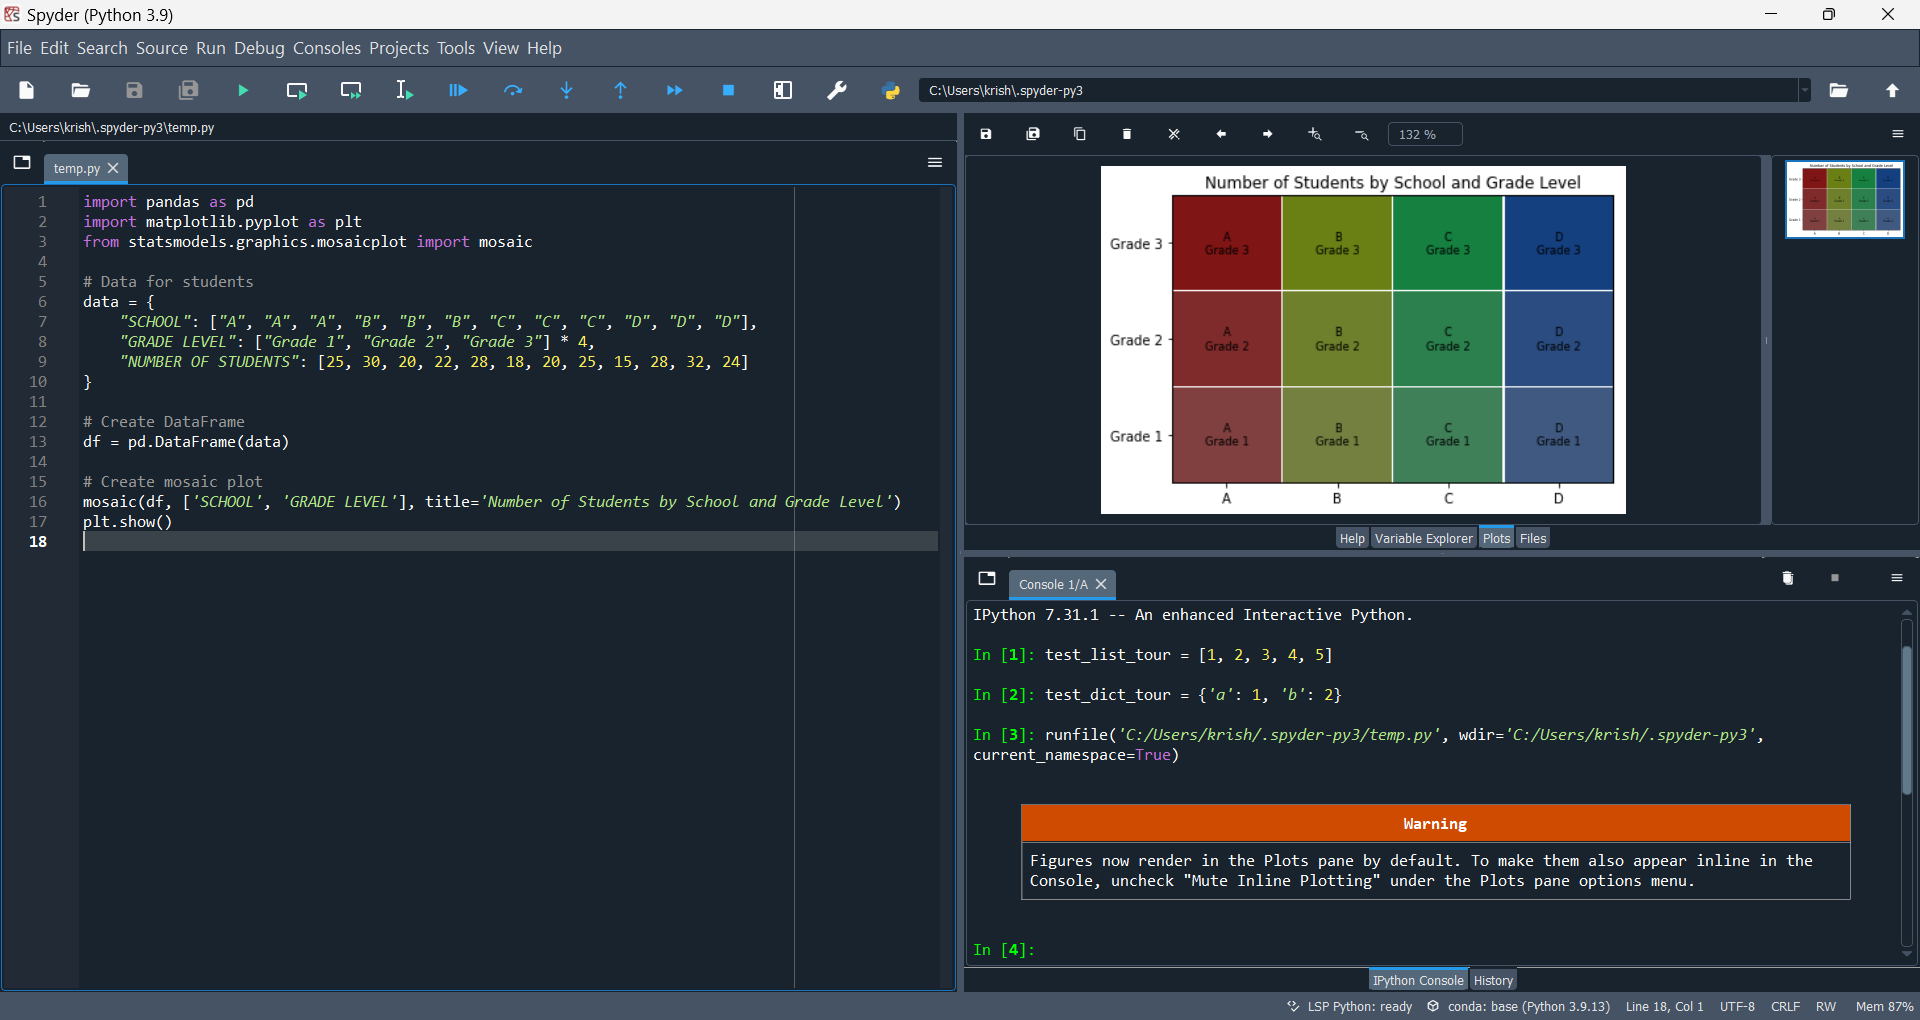 Spyder (Python 3.9)
File Edit Search Source Run Debug Consoles Projects Tools View Help
C:\Users\krish\.spyder-py3
C:\Users\krish\.spyder-py3\temp.py
temp.py
1 import pandas as pd
2 import matplotlib.pyplot as plt
3 from statsmodels.graphics.mosaicplot import mosaic
4
5 # Data for students
6 data = {
7     "SCHOOL": ["A", "A", "A", "B", "B", "B", "C", "C", "C", "D", "D", "D"],
8     "GRADE LEVEL": ["Grade 1", "Grade 2", "Grade 3"] * 4,
9     "NUMBER OF STUDENTS": [25, 30, 20, 22, 28, 18, 20, 25, 15, 28, 32, 24]
10 }
11
12 # Create DataFrame
13 df = pd.DataFrame(data)
14
15 # Create mosaic plot
16 mosaic(df, ['SCHOOL', 'GRADE LEVEL'], title='Number of Students by School and Grade Level')
17 plt.show()
18
132 %
Number of Students by School and Grade Level
Grade 3
A
Grade 3
B
Grade 3
C
Grade 3
D
Grade 3
Grade 2
A
Grade 2
B
Grade 2
C
Grade 2
D
Grade 2
Grade 1
A
Grade 1
B
Grade 1
C
Grade 1
D
Grade 1
A B C D
Number of Students by School and Grade Level
Help Variable Explorer Plots Files
Console 1/A
IPython 7.31.1 -- An enhanced Interactive Python.
In [1]: test_list_tour = [1, 2, 3, 4, 5]
In [2]: test_dict_tour = {'a': 1, 'b': 2}
In [3]: runfile('C:/Users/krish/.spyder-py3/temp.py', wdir='C:/Users/krish/.spyder-py3',
current_namespace=True)
Warning
Figures now render in the Plots pane by default. To make them also appear inline in the
Console, uncheck "Mute Inline Plotting" under the Plots pane options menu.
In [4]:
IPython Console History
LSP Python: ready conda: base (Python 3.9.13) Line 18, Col 1 UTF-8 CRLF RW Mem 87%